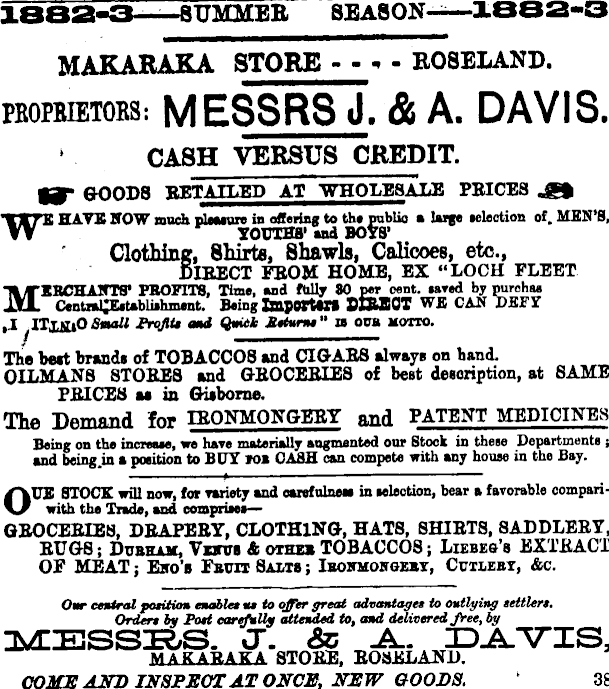 1882-3——SUMMER SEASON——1882-3
MAKARAKA STORE - - - - ROSELAND.
PROPRIETORS: MESSRS J. & A. DAVIS.
CASH VERSUS CREDIT.
GOODS RETAILED AT WHOLESALE PRICES
WE HAVE NOW much pleasure in offering to the public a large selection of MEN'S,
YOUTHS' and BOYS'
Clothing, Shirts, Shawls, Calicoes, etc.,
DIRECT FROM HOME, EX "LOCH FLEET
MERCHANTS' PROFITS, Time, and fully 30 per cent. saved by purchas
Central Establishment. Being Importers DIRECT WE CAN DEFY
Small Profits and Quick Returns" IS OUR MOTTO.
The best brands of TOBACCOS and CIGARS always on hand.
OILMANS STORES and GROCERIES of best description, at SAME
PRICES as in Gisborne.
The Demand for IRONMONGERY and PATENT MEDICINES
Being on the increase, we have materially augmented our Stock in these Departments ;
and being in a position to BUY FOR CASH can compete with any house in the Bay.
OUR STOCK will now, for variety and carefulness in selection, bear a favorable compari-
with the Trade, and comprises—
GROCERIES, DRAPERY, CLOTHING, HATS, SHIRTS, SADDLERY,
RUGS; DURHAM, VENUS & OTHER TOBACCOS; LIEBEG'S EXTRACT
OF MEAT; ENO'S FRUIT SALTS; IRONMONGERY, CUTLERY, &c.
Our central position enables us to offer great advantages to outlying settlers.
Orders by Post carefully attended to, and delivered free, by
MESSRS. J. & A. DAVIS,
MAKARAKA STORE, ROSELAND.
COME AND INSPECT AT ONCE, NEW GOODS. 38